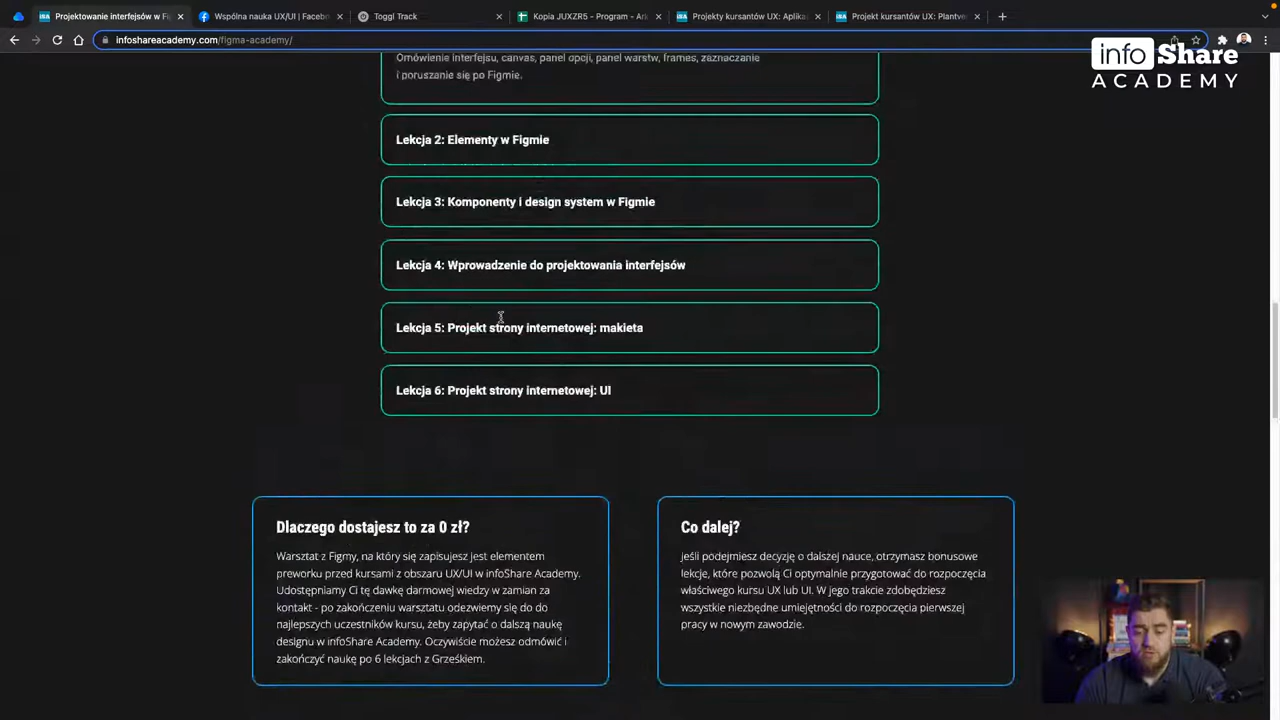 Projektowanie interfejsów w Fi
Wspólna nauka UX/UI | Facebo
Toggl Track
Kopia JUXZR5 - Program - Ark
Projekty kursantów UX: Aplika
Projekt kursantów UX: Plantve
infoshareacademy.com/figma-academy/
info Share
ACADEMY
Omówienie interfejsu, canvas, panel opcji, panel warstw, frames, zaznaczanie
i poruszanie się po Figmie.
Lekcja 2: Elementy w Figmie
Lekcja 3: Komponenty i design system w Figmie
Lekcja 4: Wprowadzenie do projektowania interfejsów
Lekcja 5: Projekt strony internetowej: makieta
Lekcja 6: Projekt strony internetowej: UI
Dlaczego dostajesz to za 0 zł?
Warsztat z Figmy, na który się zapisujesz jest elementem
preworku przed kursami z obszaru UX/UI w infoShare Academy.
Udostępniamy Ci tę dawkę darmowej wiedzy w zamian za
kontakt - po zakończeniu warsztatu odezwiemy się do do
najlepszych uczestników kursu, żeby zapytać o dalszą naukę
designu w infoShare Academy. Oczywiście możesz odmówić i
zakończyć naukę po 6 lekcjach z Grześkiem.
Co dalej?
Jeśli podejmiesz decyzję o dalszej nauce, otrzymasz bonusowe
lekcje, które pozwolą Ci optymalnie przygotować do rozpoczęcia
właściwego kursu UX lub UI. W jego trakcie zdobędziesz
wszystkie niezbędne umiejętności do rozpoczęcia pierwszej
pracy w nowym zawodzie.